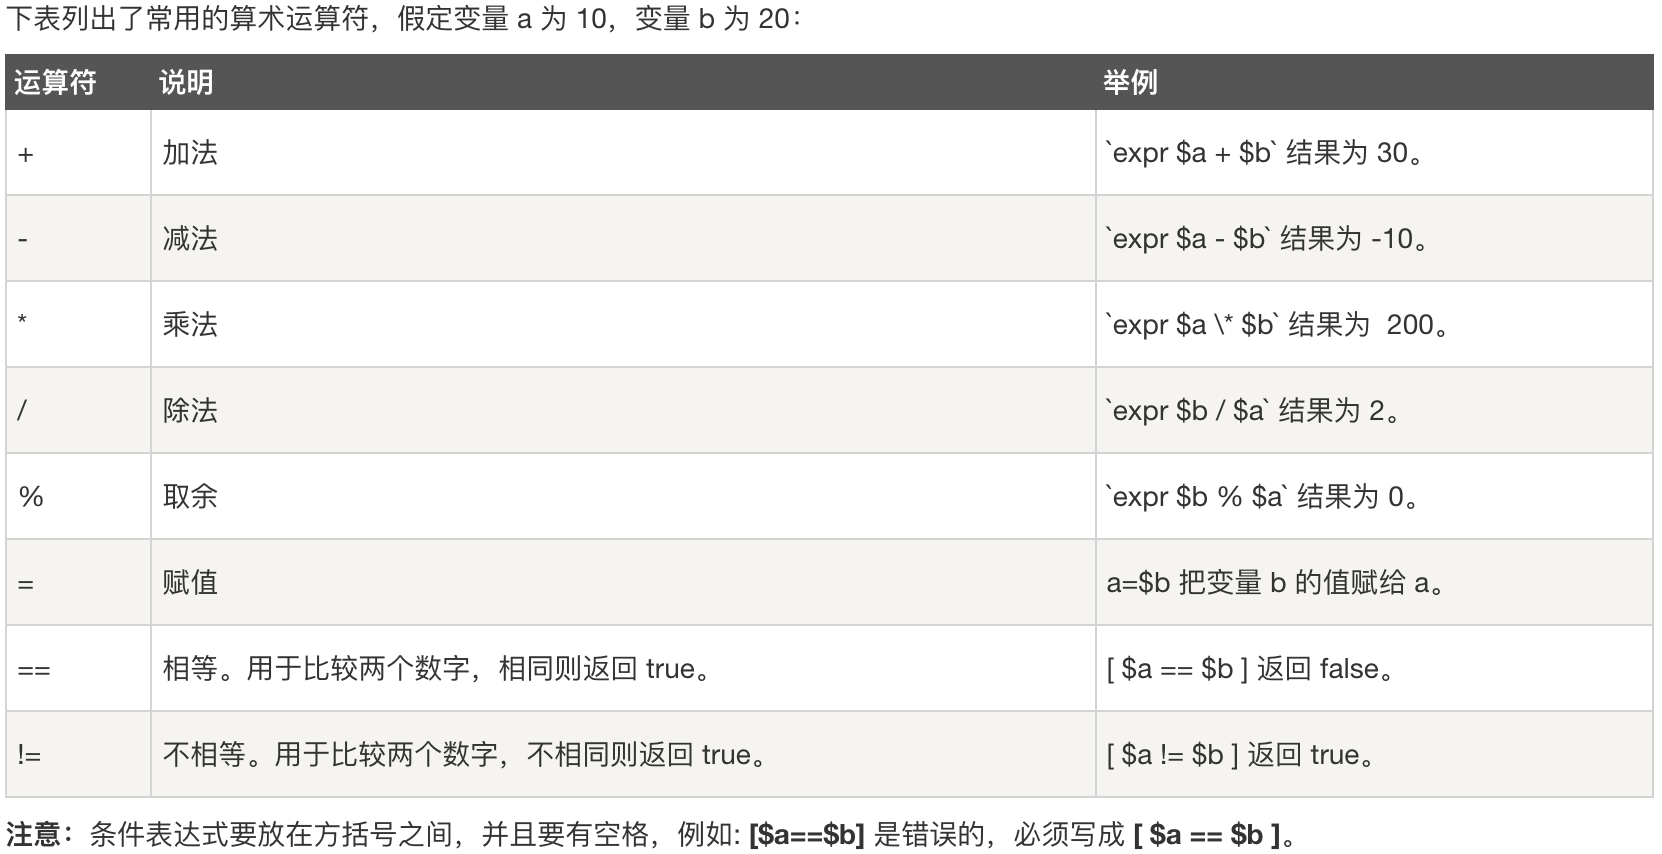 下表列出了常用的算术运算符，假定变量 a 为 10，变量 b 为 20：
运算符 说明 举例
+ 加法 `expr $a + $b` 结果为 30。
- 减法 `expr $a - $b` 结果为 -10。
* 乘法 `expr $a \* $b` 结果为  200。
/ 除法 `expr $b / $a` 结果为 2。
% 取余 `expr $b % $a` 结果为 0。
= 赋值 a=$b 把变量 b 的值赋给 a。
== 相等。用于比较两个数字，相同则返回 true。 [ $a == $b ] 返回 false。
!= 不相等。用于比较两个数字，不相同则返回 true。 [ $a != $b ] 返回 true。
注意：条件表达式要放在方括号之间，并且要有空格，例如: [$a==$b] 是错误的，必须写成 [ $a == $b ]。